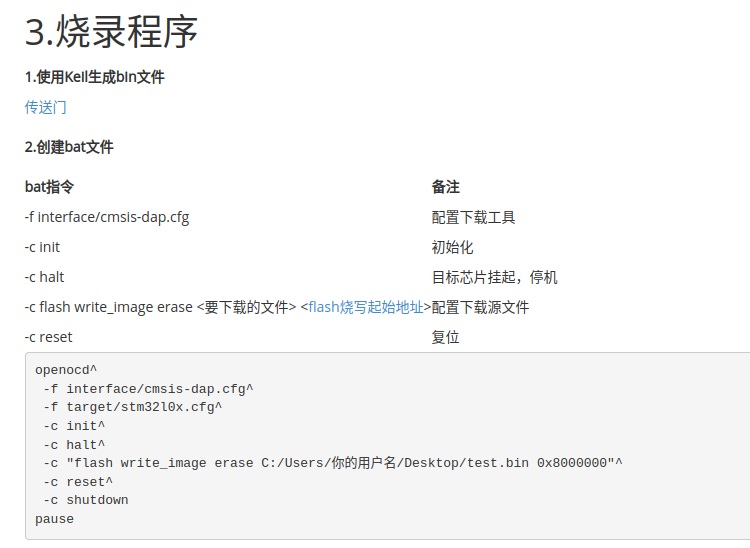 3.烧录程序
1.使用Keil生成bin文件
传送门
2.创建bat文件
bat指令 备注
-f interface/cmsis-dap.cfg 配置下载工具
-c init 初始化
-c halt 目标芯片挂起，停机
-c flash write_image erase <要下载的文件> <flash烧写起始地址> 配置下载源文件
-c reset 复位
openocd^
-f interface/cmsis-dap.cfg^
-f target/stm32l0x.cfg^
-c init^
-c halt^
-c "flash write_image erase C:/Users/你的用户名/Desktop/test.bin 0x8000000"^
-c reset^
-c shutdown
pause